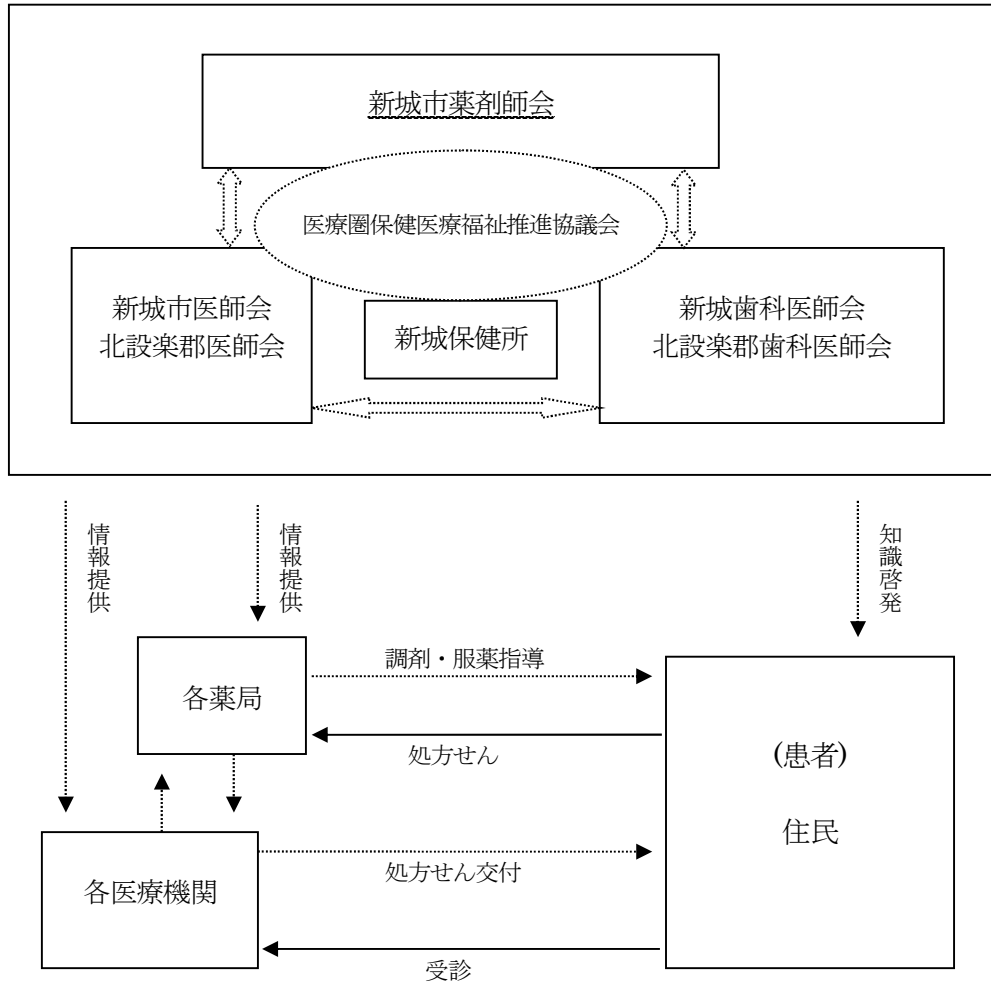 新城市薬剤師会
医療圏保健医療福祉推進協議会
新城市医師会
北設楽郡医師会
新城保健所
新城歯科医師会
北設楽郡歯科医師会
情報提供
情報提供
知識啓発
各薬局
調剤・服薬指導
処方せん
(患者)
住民
各医療機関
処方せん交付
受診